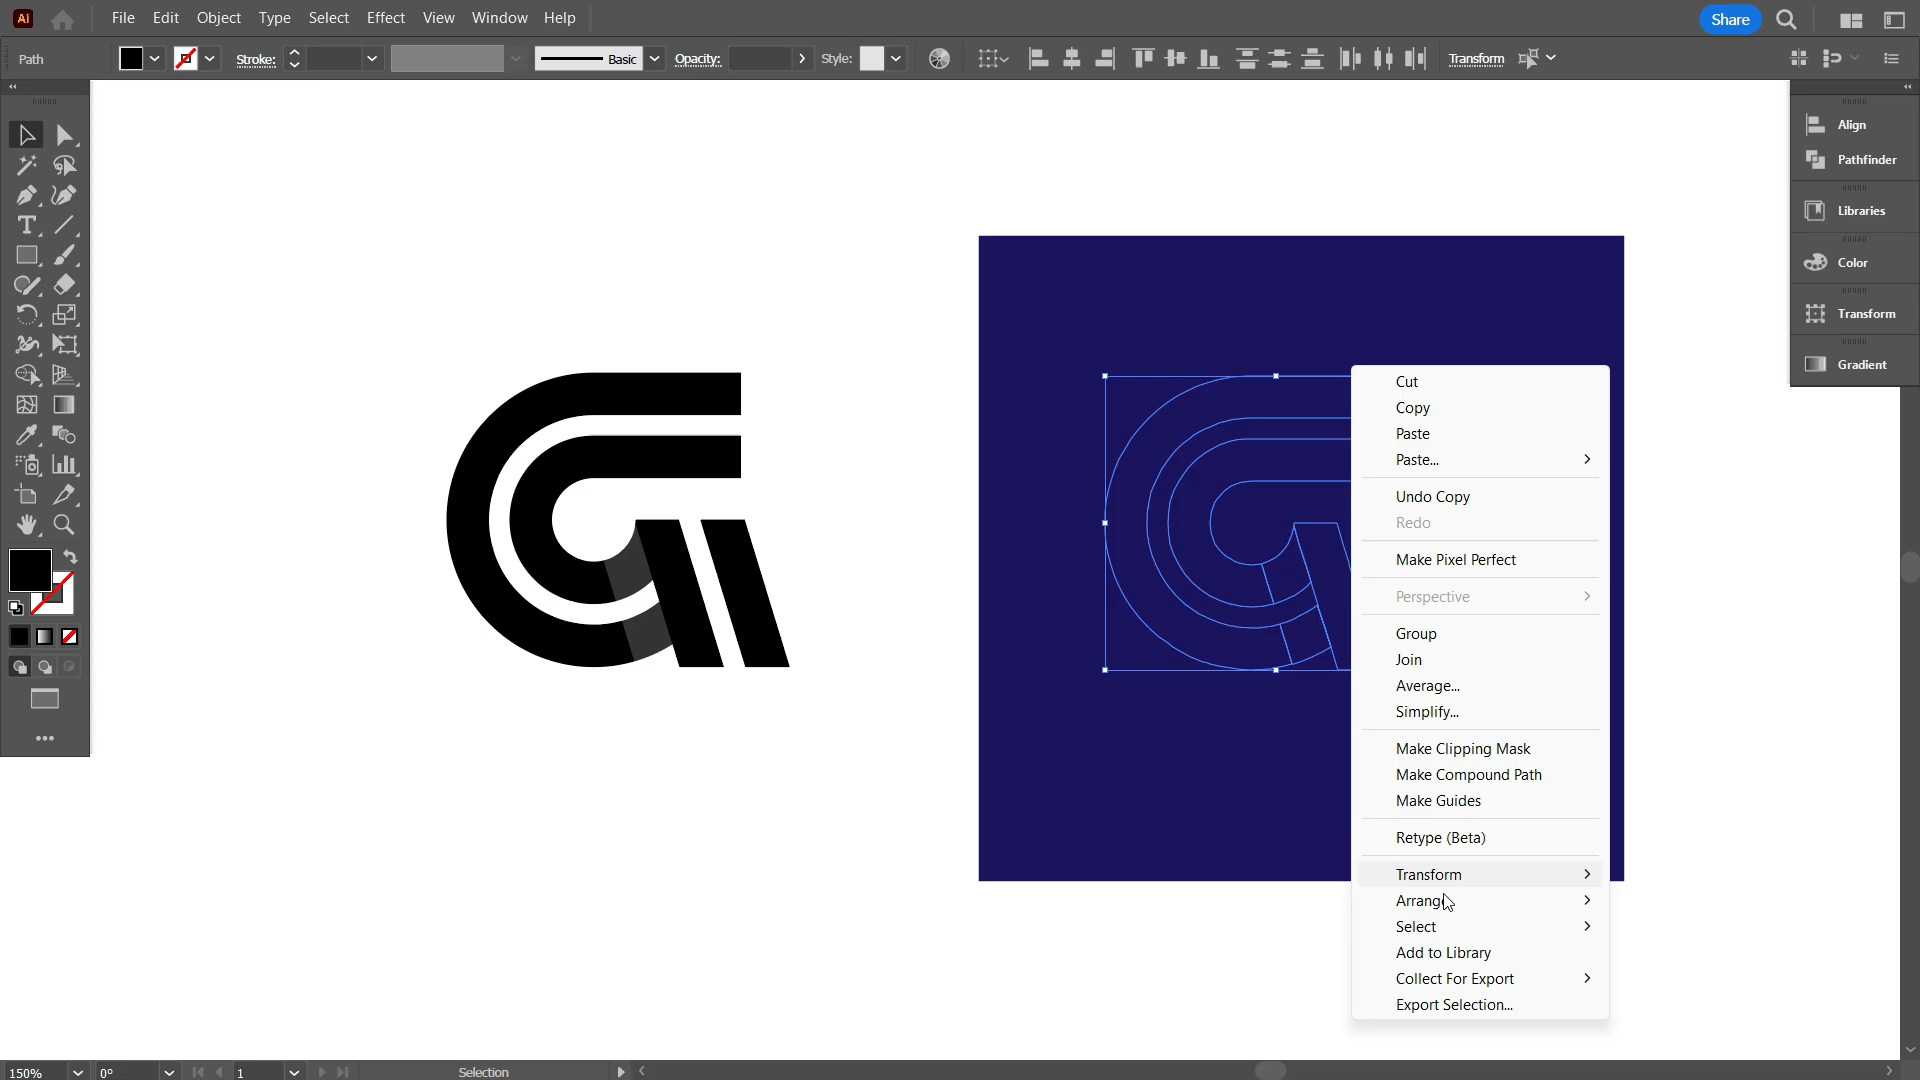 Ai File Edit Object Type Select Effect View Window Help Share
Path Stroke: Basic Opacity: Style: Transform
Align
Pathfinder
Libraries
Color
Transform
Gradient
T
Cut
Copy
Paste
Paste...
Undo Copy
Redo
Make Pixel Perfect
Perspective
Group
Join
Average...
Simplify...
Make Clipping Mask
Make Compound Path
Make Guides
Retype (Beta)
Transform
Arrange
Select
Add to Library
Collect For Export
Export Selection...
150% 0° 1 Selection